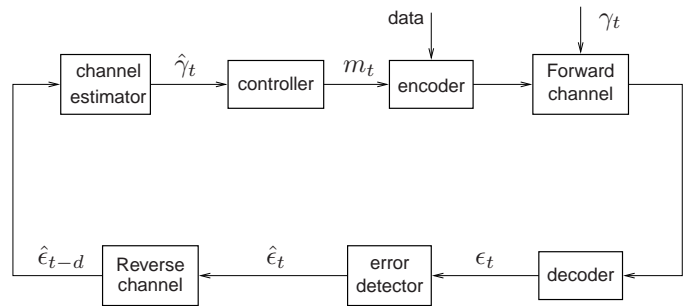 data
γ_t
channel
estimator
γ̂_t
controller
m_t
encoder
Forward
channel
ε̂_{t−d}
Reverse
channel
ε̂_t
error
detector
ε_t
decoder